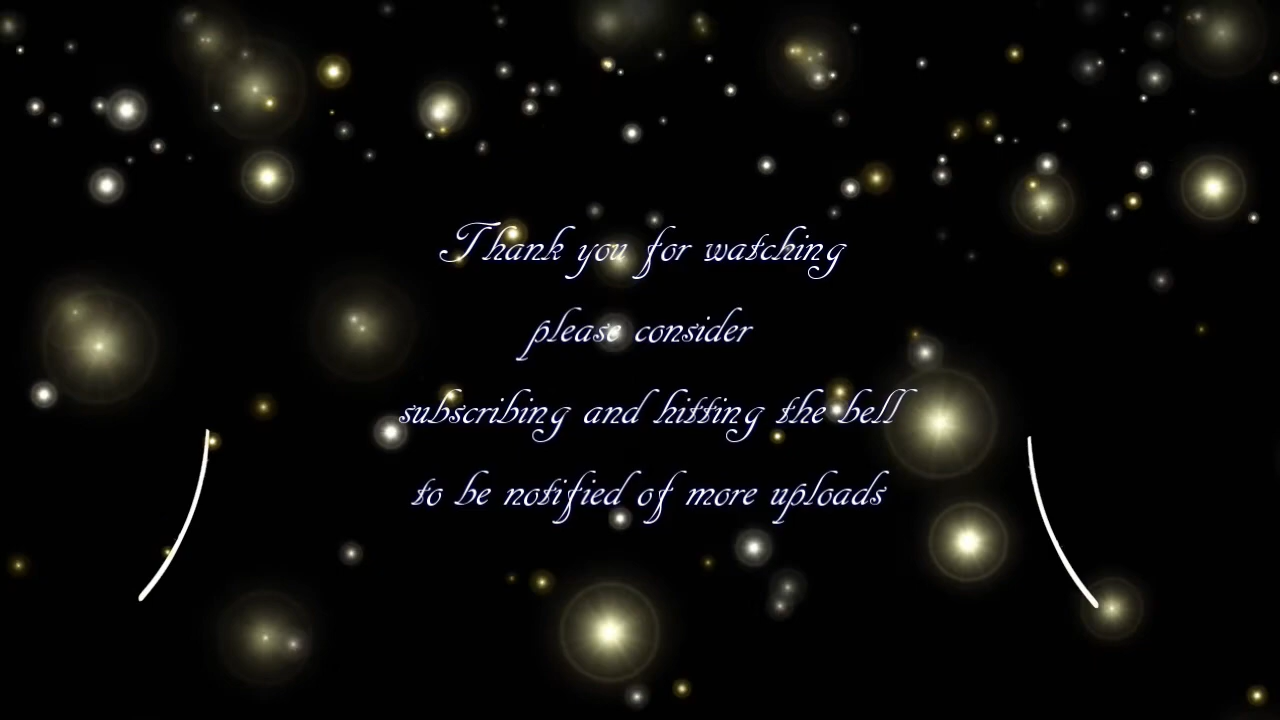 Thank you for watching
please consider
subscribing and hitting the bell
to be notified of more uploads